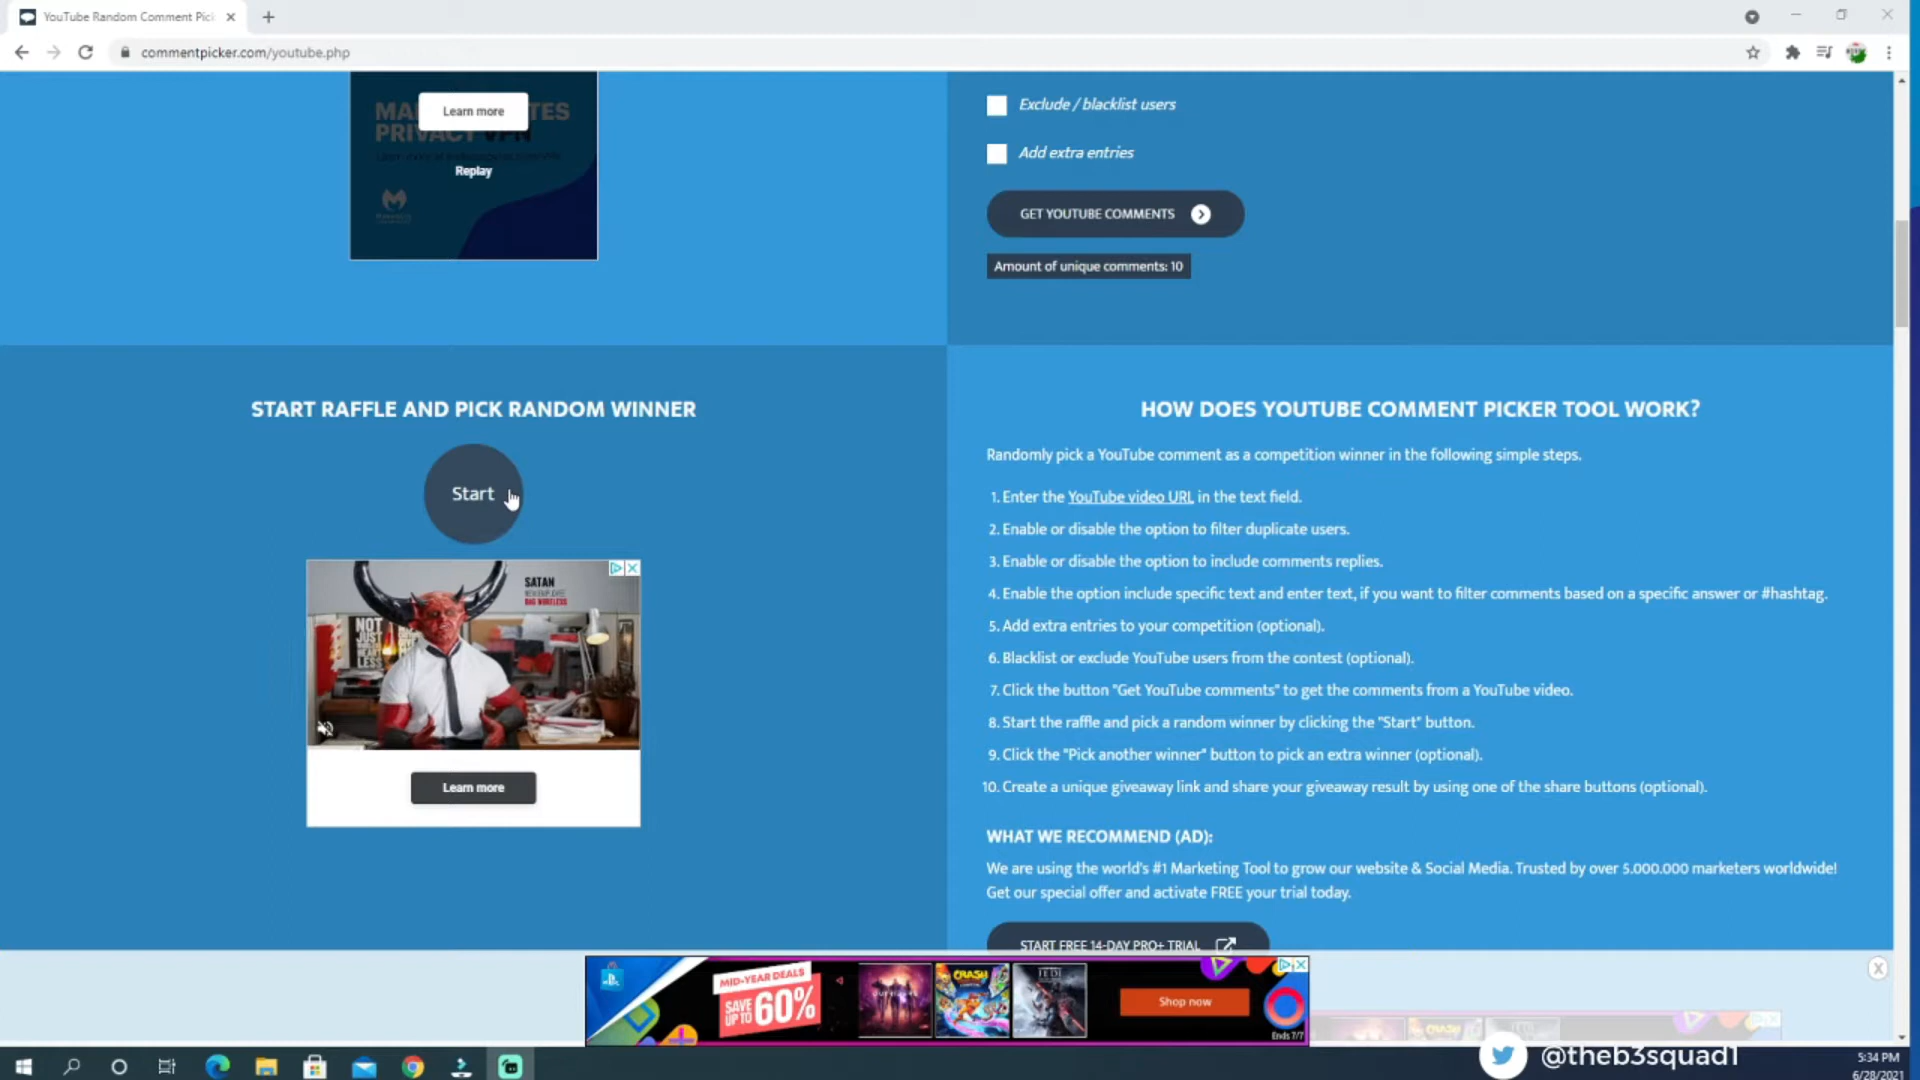 YouTube Random Comment Pick
commentpicker.com/youtube.php
Learn more
Replay
Exclude / blacklist users
Add extra entries
GET YOUTUBE COMMENTS
Amount of unique comments: 10
START RAFFLE AND PICK RANDOM WINNER
Start
SATAN
NOT
JUST
Learn more
HOW DOES YOUTUBE COMMENT PICKER TOOL WORK?
Randomly pick a YouTube comment as a competition winner in the following simple steps.
1. Enter the YouTube video URL in the text field.
2. Enable or disable the option to filter duplicate users.
3. Enable or disable the option to include comments replies.
4. Enable the option include specific text and enter text, if you want to filter comments based on a specific answer or #hashtag.
5. Add extra entries to your competition (optional).
6. Blacklist or exclude YouTube users from the contest (optional).
7. Click the button "Get YouTube comments" to get the comments from a YouTube video.
8. Start the raffle and pick a random winner by clicking the "Start" button.
9. Click the "Pick another winner" button to pick an extra winner (optional).
10. Create a unique giveaway link and share your giveaway result by using one of the share buttons (optional).
WHAT WE RECOMMEND (AD):
We are using the world's #1 Marketing Tool to grow our website & Social Media. Trusted by over 5.000.000 marketers worldwide!
Get our special offer and activate FREE your trial today.
START FREE 14-DAY PRO+ TRIAL
MID-YEAR DEALS
SAVE UP TO 60%
CRASH
JEDI
Shop now
Ends 7/7
@theb3squad1
5:34 PM
6/28/2021